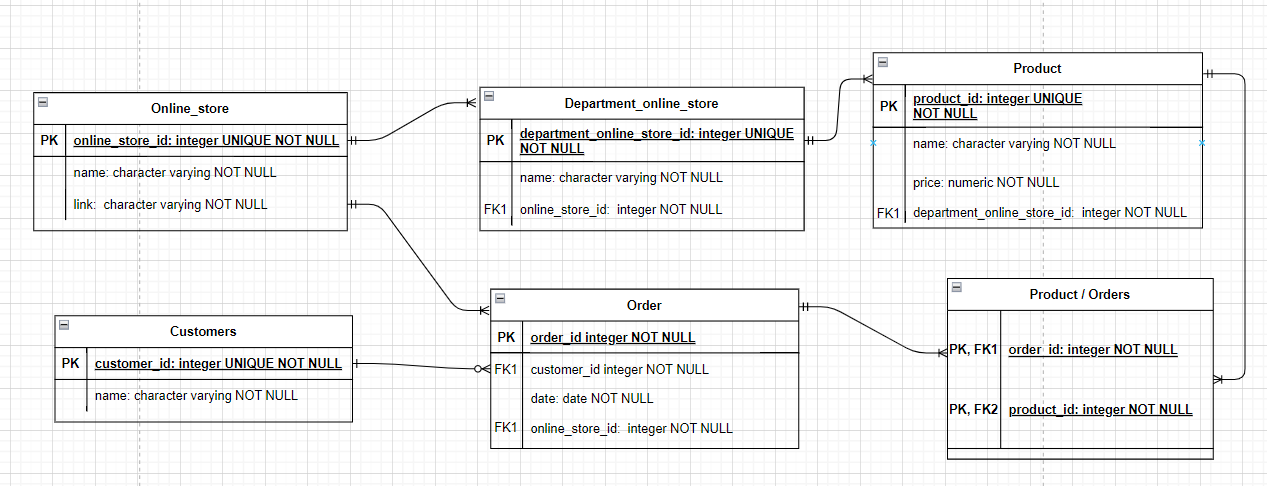 Online_store
PK online_store_id: integer UNIQUE NOT NULL
name: character varying NOT NULL
link:  character varying NOT NULL
Department_online_store
PK department_online_store_id: integer UNIQUE
NOT NULL
name: character varying NOT NULL
FK1 online_store_id:  integer NOT NULL
Product
PK product_id: integer UNIQUE
NOT NULL
name: character varying NOT NULL
price: numeric NOT NULL
FK1 department_online_store_id:  integer NOT NULL
Customers
PK customer_id: integer UNIQUE NOT NULL
name: character varying NOT NULL
Order
PK order_id integer NOT NULL
FK1 customer_id integer NOT NULL
date: date NOT NULL
FK1 online_store_id:  integer NOT NULL
Product / Orders
PK, FK1 order_id: integer NOT NULL
PK, FK2 product_id: integer NOT NULL